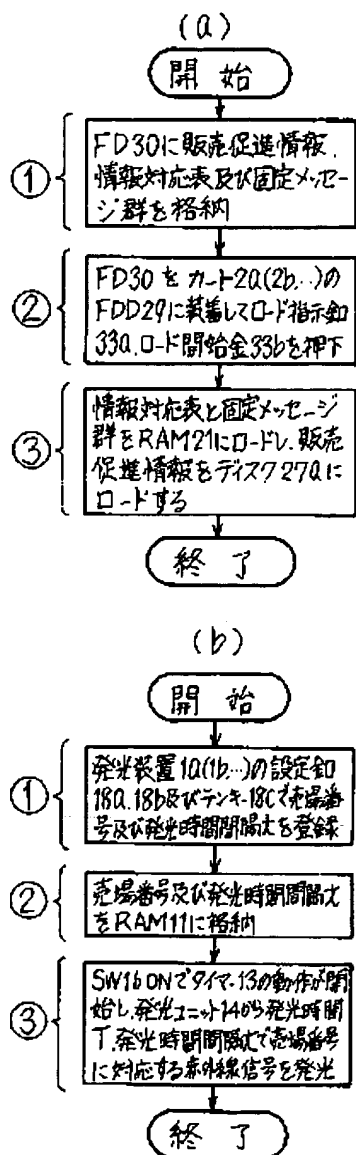 (a)
開始
①
FD30に販売促進情報、
情報対応表及び固定メッセー
ジ群を格納
②
FD30をカート2a(2b…)の
FDD29に装着してロード指示釦
33a、ロード開始釦33bを押下
③
情報対応表と固定メッセージ
群をRAM21にロードし、販売
促進情報をディスク27aに
ロードする
終了
(b)
開始
①
発光装置1a(1b…)の設定釦
18a、18b及びテンキー18Cで売場番
号及び発光時間間隔tを登録
②
売場番号及び発光時間間隔t
をRAM11に格納
③
SW16ONでタイマー13の動作が開
始し、発光ユニット14から発光時間
T、発光時間間隔tで売場番号
に対応する赤外線信号を発光
終了